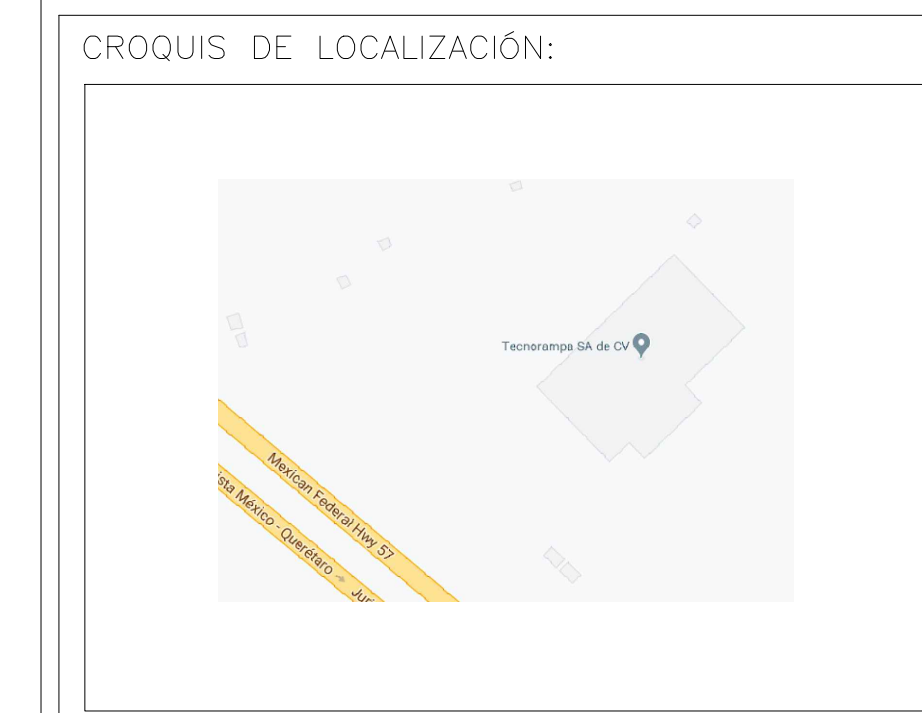 CROQUIS DE LOCALIZACIÓN:
Tecnorampa SA de CV
Mexican Federal Hwy 57
ista México - Querétaro